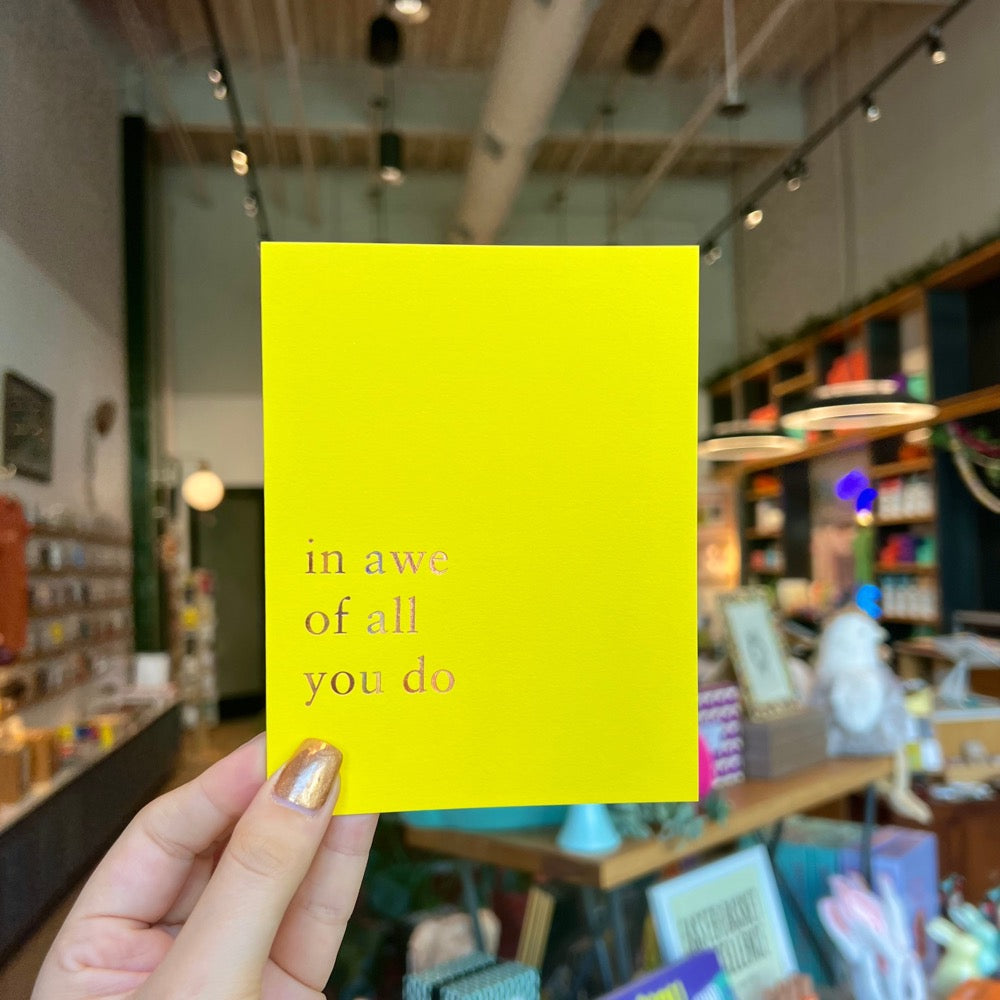 in awe
of all
you do